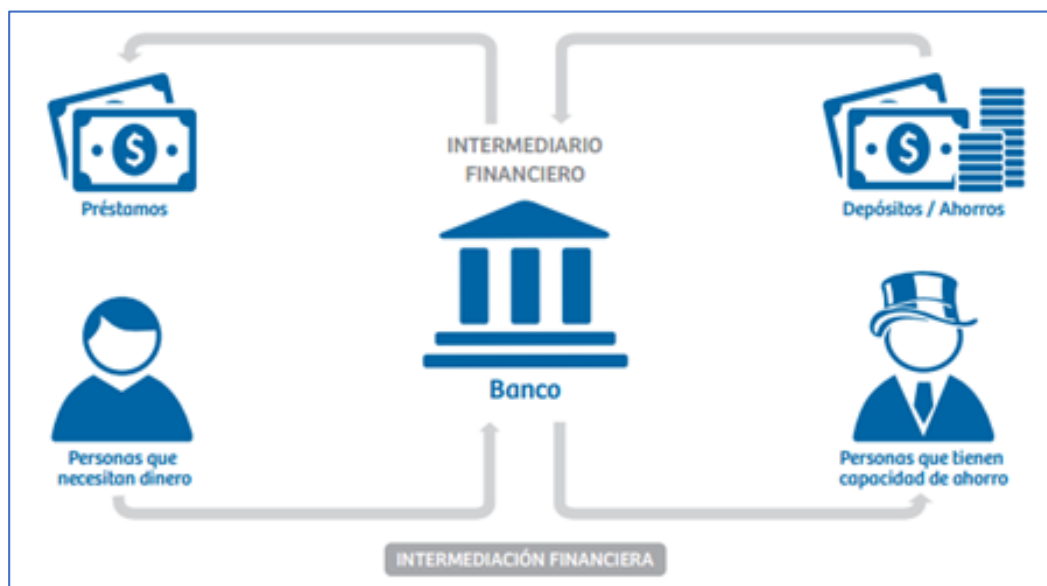 INTERMEDIARIO
FINANCIERO
$
Préstamos
$
Depósitos / Ahorros
Banco
Personas que
necesitan dinero
Personas que tienen
capacidad de ahorro
INTERMEDIACIÓN FINANCIERA